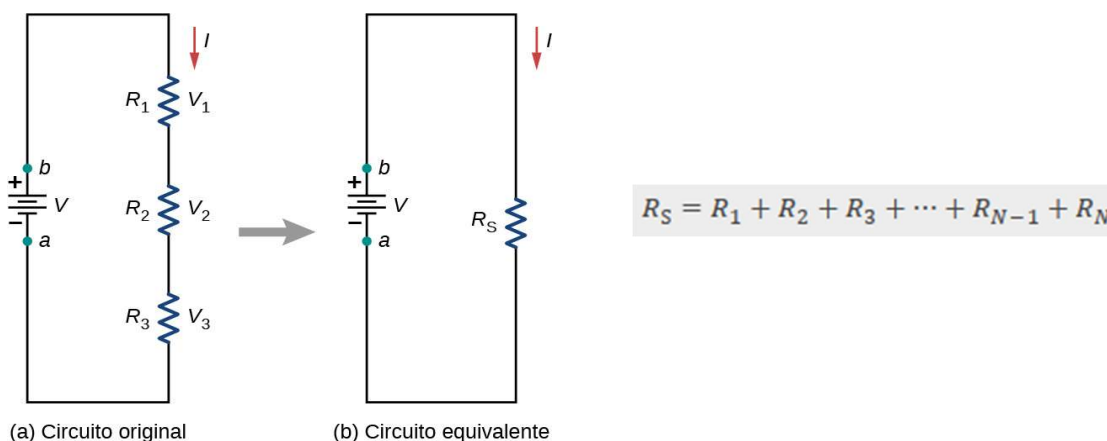 I
R1 V1
b
+
V
R2 V2
−
a
R3 V3
(a) Circuito original
I
b
+
V
RS
−
a
(b) Circuito equivalente
RS = R1 + R2 + R3 + ⋯ + RN−1 + RN